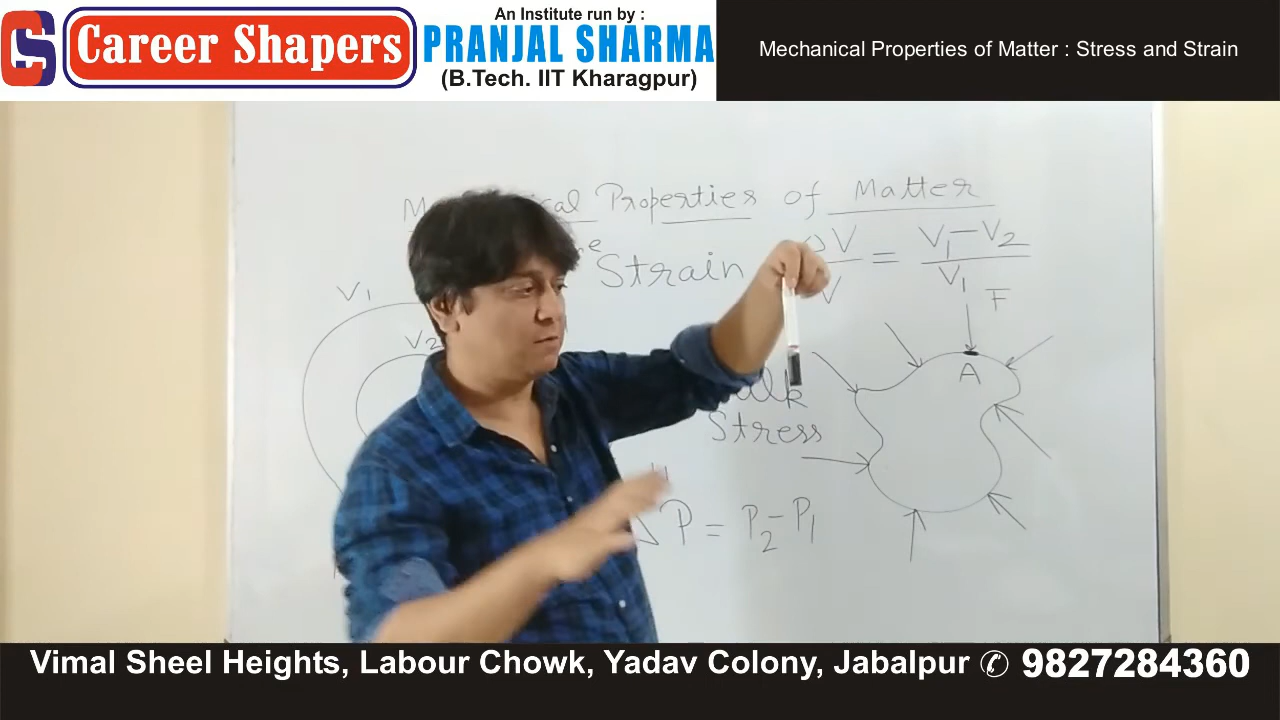 CS Career Shapers
An Institute run by :
PRANJAL SHARMA
(B.Tech. IIT Kharagpur)
Mechanical Properties of Matter : Stress and Strain
Properties of Matter
Strain
V = V1-V2
V V1
V1
V2
F
A
Stress
P = P2-P1
Vimal Sheel Heights, Labour Chowk, Yadav Colony, Jabalpur ✆ 9827284360